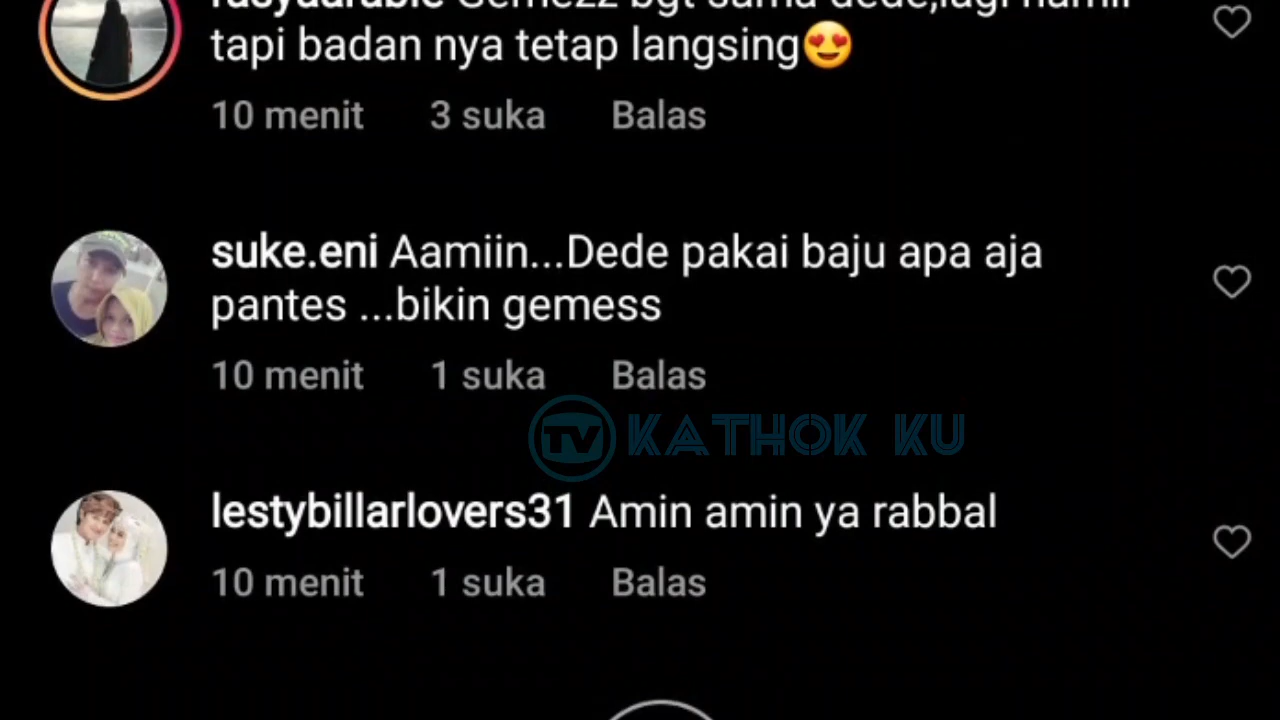 tapi badan nya tetap langsing😍
10 menit 3 suka Balas
suke.eni Aamiin...Dede pakai baju apa aja
pantes ...bikin gemess
10 menit 1 suka Balas
TV KATHOK KU
lestybillarlovers31 Amin amin ya rabbal
10 menit 1 suka Balas